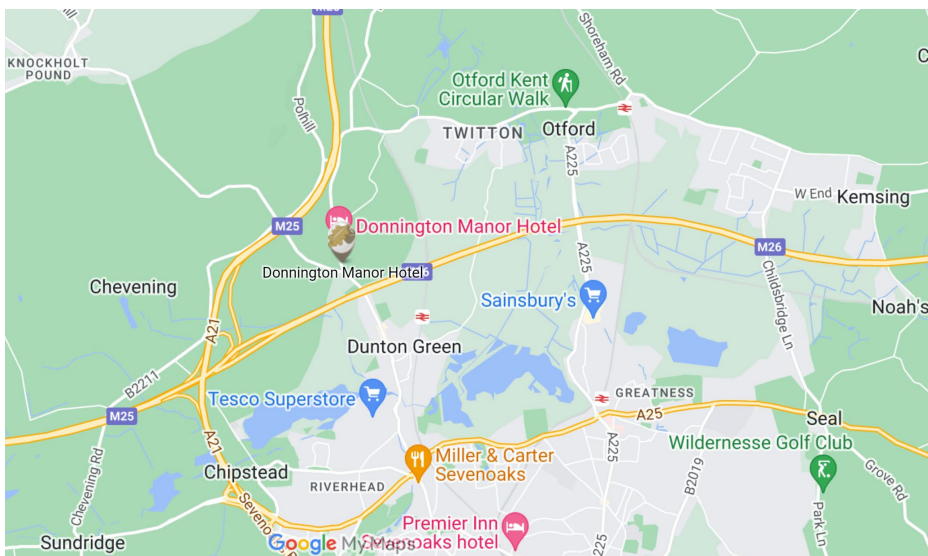 Shoreham Rd
KNOCKHOLT
POUND
Otford Kent
Circular Walk
Polhill
TWITTON
Otford
A225
W End
Kemsing
M25
Donnington Manor Hotel
M26
Donnington Manor Hotel
A225
Chevening
Sainsbury's
Childsbridge Ln
Noah's
A21
Dunton Green
B2211
Tesco Superstore
GREATNESS
M25
A25
Seal
A21
A225
Wildernesse Golf Club
Miller & Carter
Sevenoaks
Chipstead
B2019
RIVERHEAD
Grove Rd
Chevening Rd
Park Ln
Premier Inn
Sevenoaks hotel
Google My Maps
Sundridge